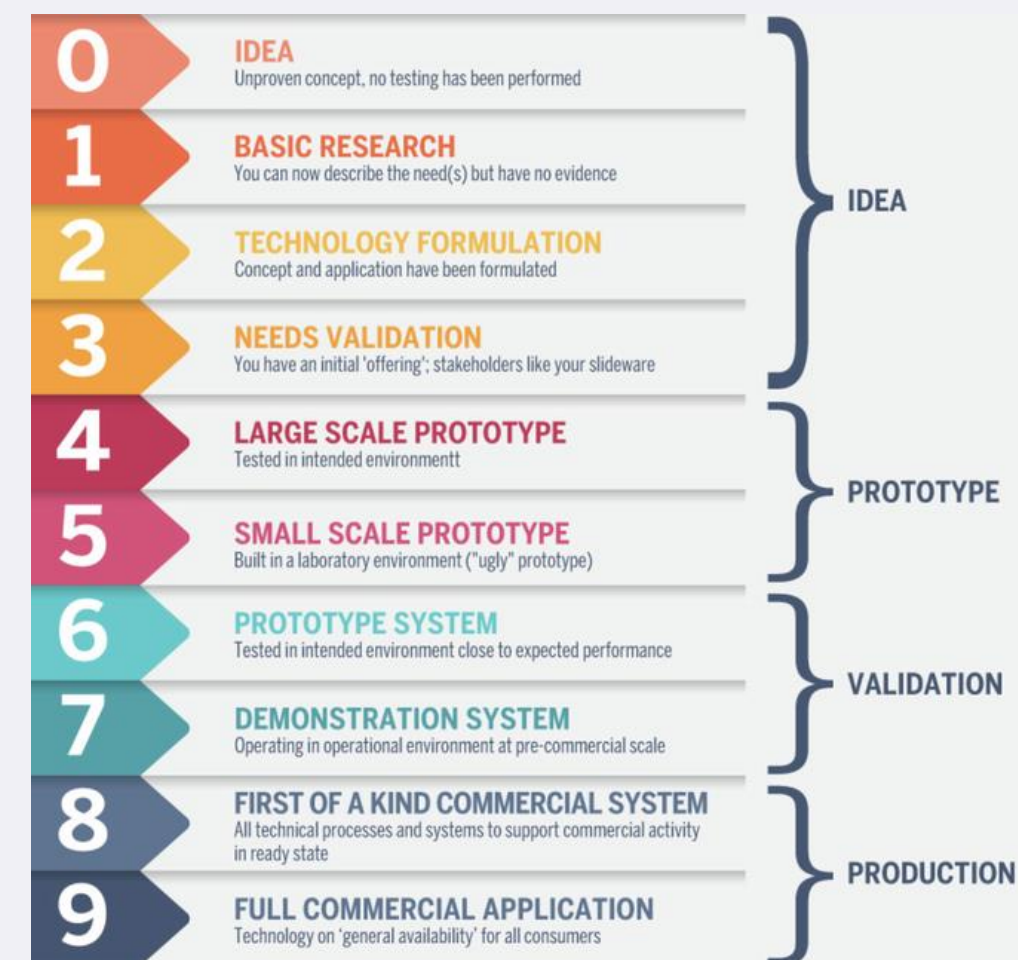 0
IDEA
Unproven concept, no testing has been performed
1
BASIC RESEARCH
You can now describe the need(s) but have no evidence
2
TECHNOLOGY FORMULATION
Concept and application have been formulated
3
NEEDS VALIDATION
You have an initial 'offering'; stakeholders like your slideware
IDEA
4
LARGE SCALE PROTOTYPE
Tested in intended environmentt
5
SMALL SCALE PROTOTYPE
Built in a laboratory environment ("ugly" prototype)
PROTOTYPE
6
PROTOTYPE SYSTEM
Tested in intended environment close to expected performance
7
DEMONSTRATION SYSTEM
Operating in operational environment at pre-commercial scale
VALIDATION
8
FIRST OF A KIND COMMERCIAL SYSTEM
All technical processes and systems to support commercial activity
in ready state
9
FULL COMMERCIAL APPLICATION
Technology on 'general availability' for all consumers
PRODUCTION